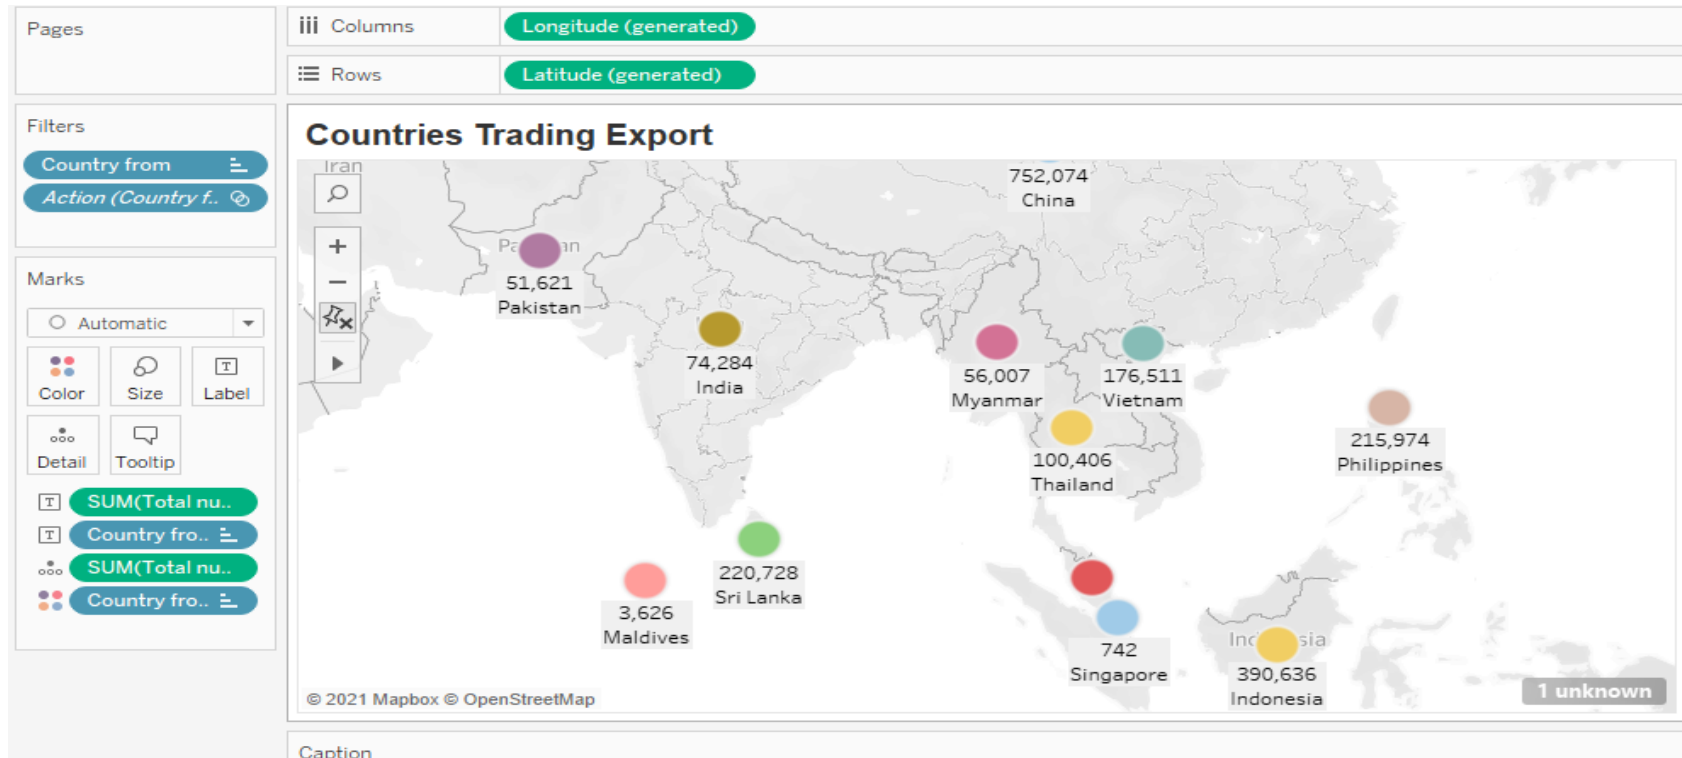 Pages
Columns
Longitude (generated)
Rows
Latitude (generated)
Filters
Country from
Action (Country f..
Marks
Automatic
Color
Size
Label
Detail
Tooltip
SUM(Total nu..
Country fro..
SUM(Total nu..
Country fro..
Countries Trading Export
Iran
752,074
China
51,621
Pakistan
74,284
India
56,007
Myanmar
176,511
Vietnam
100,406
Thailand
215,974
Philippines
220,728
Sri Lanka
3,626
Maldives
742
Singapore
390,636
Indonesia
1 unknown
© 2021 Mapbox © OpenStreetMap
Caption